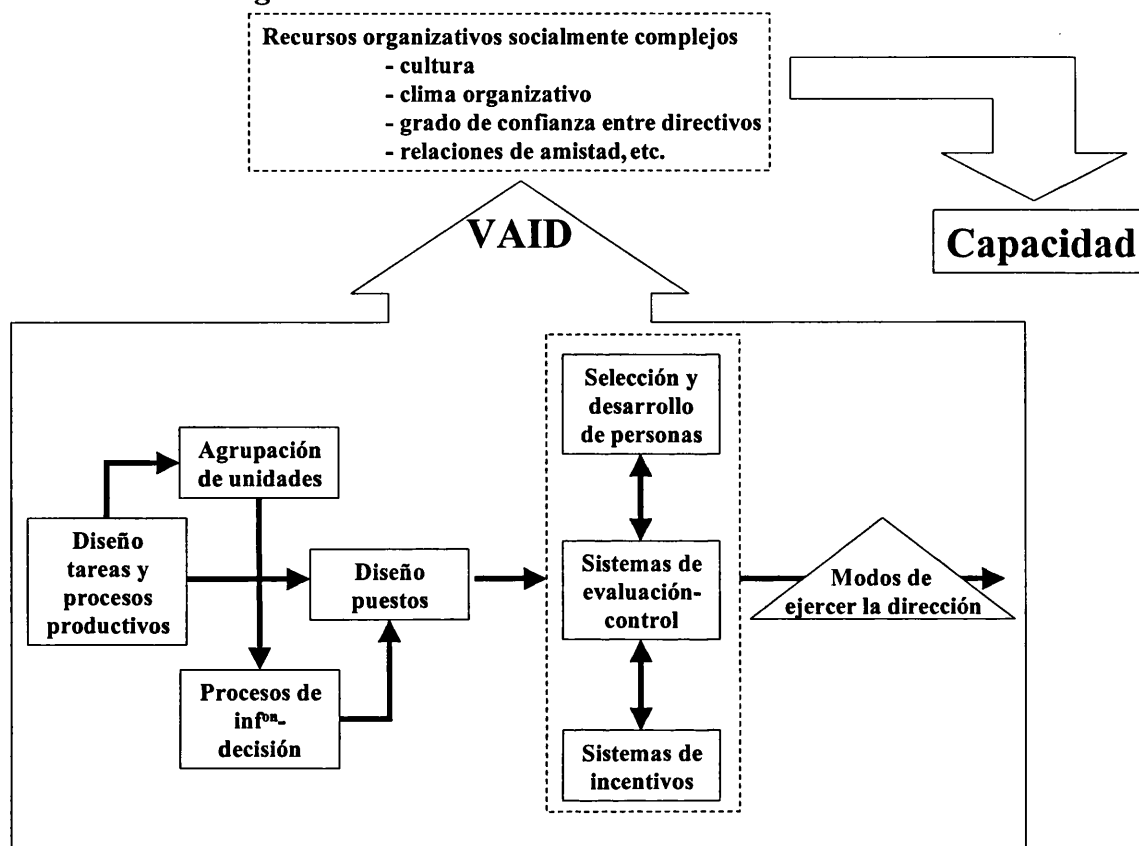 Recursos organizativos socialmente complejos
- cultura
- clima organizativo
- grado de confianza entre directivos
- relaciones de amistad, etc.
VAID
Capacidad
Selección y
desarrollo
de personas
Agrupación
de unidades
Diseño
tareas y
procesos
productivos
Diseño
puestos
Sistemas de
evaluación-
control
Modos de
ejercer la dirección
Procesos de
infᵒⁿ-
decisión
Sistemas de
incentivos